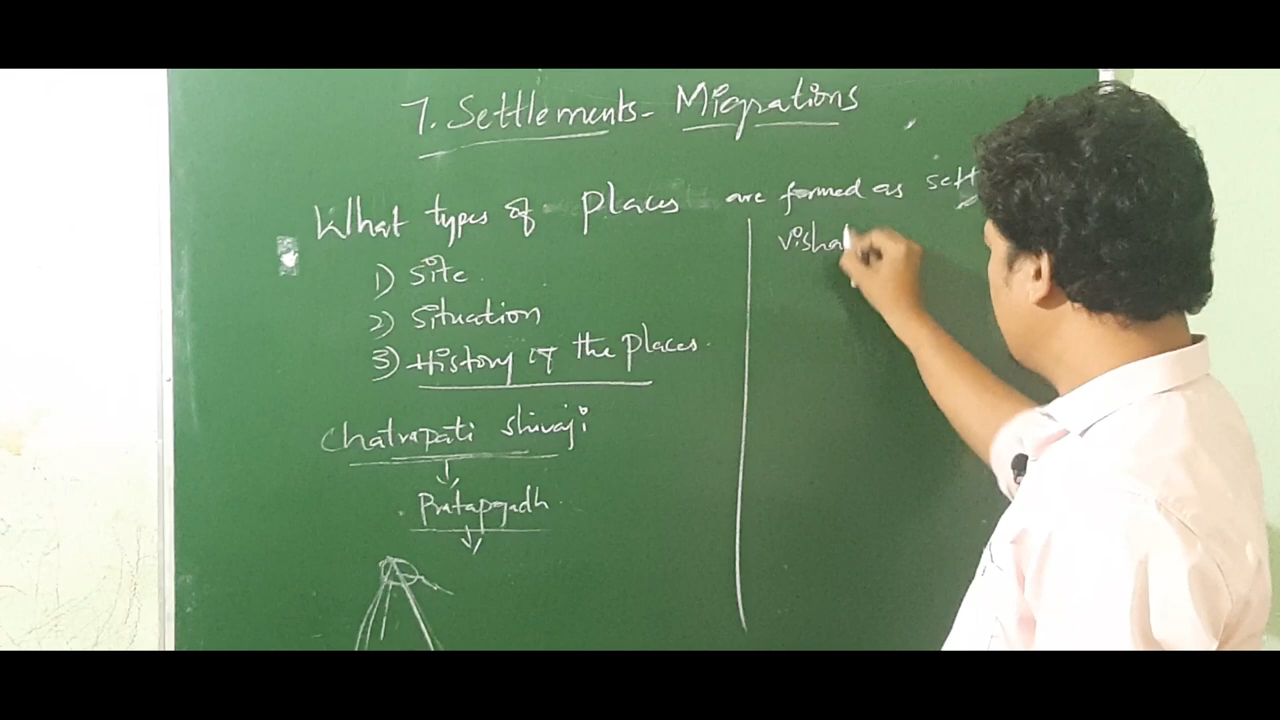 7. Settlements - Migrations
What types of places are formed as sett
1) Site.
2) Situation
3) History of the places.
Chatrapati Shivaji
Pratapgadh.
Visha